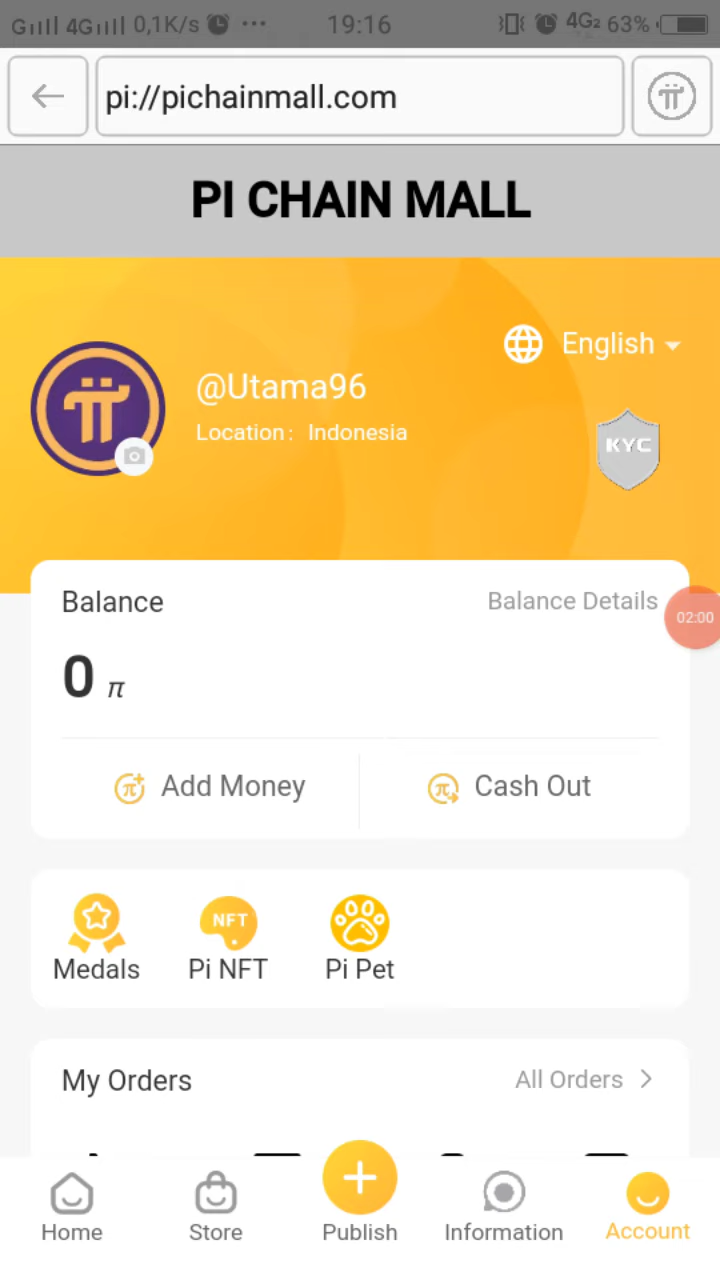 G 4G 0,1K/s ... 19:16 4G2 63%
pi://pichainmall.com
PI CHAIN MALL
English
@Utama96
Location: Indonesia
KYC
Balance
Balance Details
02:00
0 π
Add Money
Cash Out
NFT
Medals
Pi NFT
Pi Pet
My Orders
All Orders
Home
Store
Publish
Information
Account